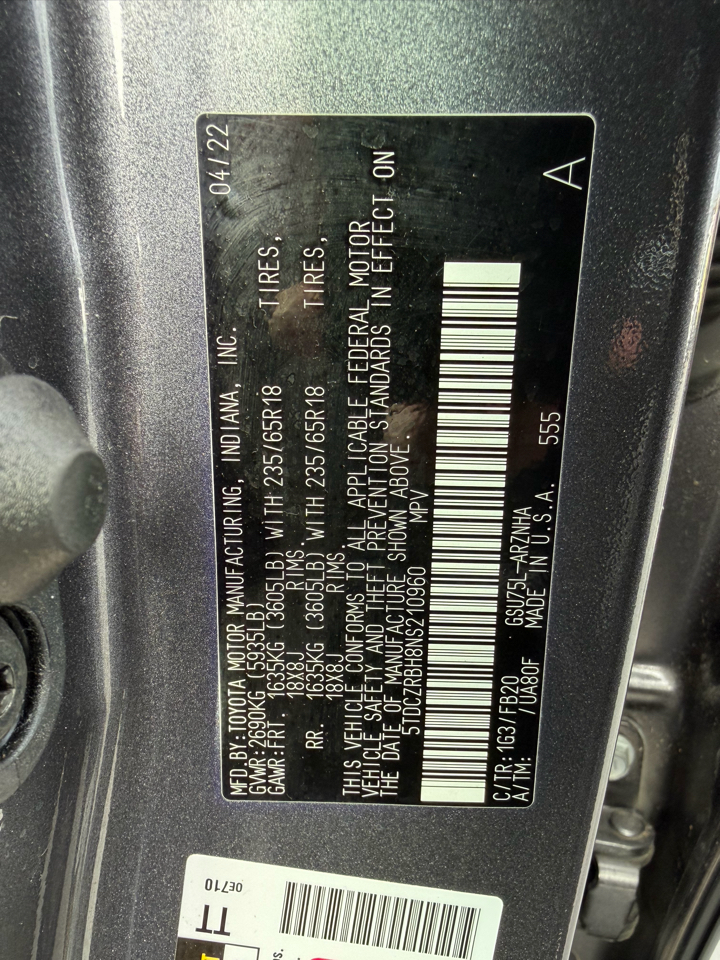 MFD.BY:TOYOTA MOTOR MANUFACTURING, INDIANA, INC. 04/22
GVWR:2690KG (5935LB)
GAWR:FRT. 1635KG (3605LB) WITH 235/65R18 TIRES,
18X8J RIMS.
RR. 1635KG (3605LB) WITH 235/65R18 TIRES,
18X8J RIMS.
THIS VEHICLE CONFORMS TO ALL APPLICABLE FEDERAL MOTOR
VEHICLE SAFETY AND THEFT PREVENTION STANDARDS IN EFFECT ON
THE DATE OF MANUFACTURE SHOWN ABOVE.
5TDCZRBH8NS210960 MPV
C/TR:1G3/FB20 GSU75L-ARZNHA
A/TM: /UA80F MADE IN U.S.A. 555 A
0E710
TT